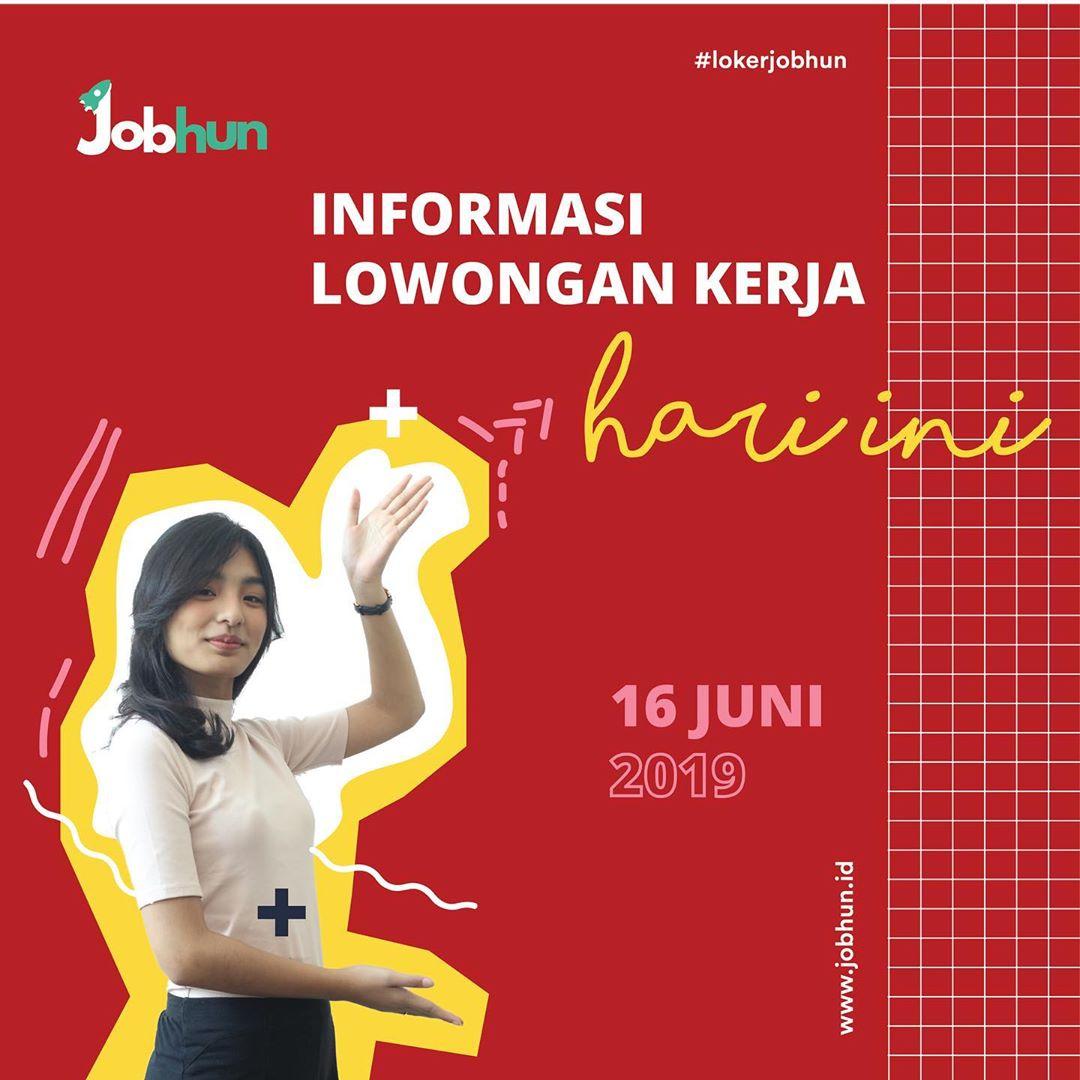 #lokerjobhun
Jobhun
INFORMASI
LOWONGAN KERJA
hari ini
16 JUNI
2019
www.jobhun.id